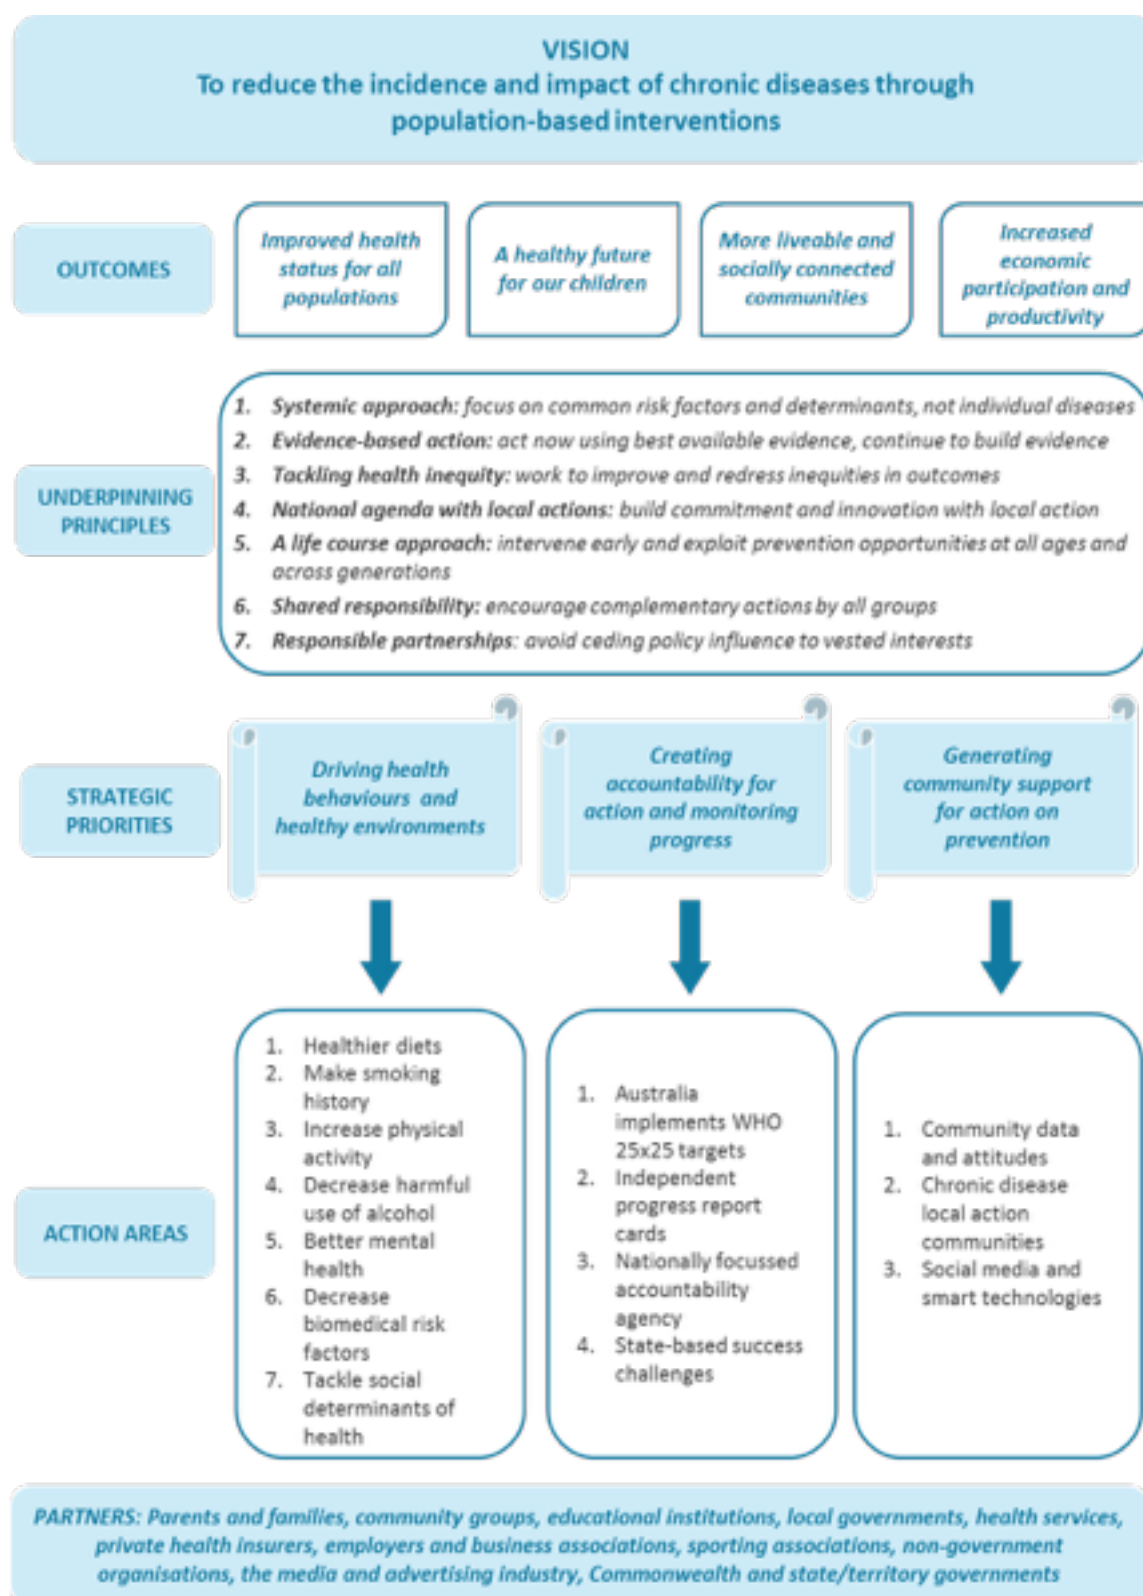 VISION
To reduce the incidence and impact of chronic diseases through
population-based interventions
OUTCOMES
Improved health
status for all
populations
A healthy future
for our children
More liveable and
socially connected
communities
Increased
economic
participation and
productivity
UNDERPINNING
PRINCIPLES
1. Systemic approach: focus on common risk factors and determinants, not individual diseases
2. Evidence-based action: act now using best available evidence, continue to build evidence
3. Tackling health inequity: work to improve and redress inequities in outcomes
4. National agenda with local actions: build commitment and innovation with local action
5. A life course approach: intervene early and exploit prevention opportunities at all ages and
across generations
6. Shared responsibility: encourage complementary actions by all groups
7. Responsible partnerships: avoid ceding policy influence to vested interests
STRATEGIC
PRIORITIES
Driving health
behaviours and
healthy environments
Creating
accountability for
action and monitoring
progress
Generating
community support
for action on
prevention
ACTION AREAS
1. Healthier diets
2. Make smoking
history
3. Increase physical
activity
4. Decrease harmful
use of alcohol
5. Better mental
health
6. Decrease
biomedical risk
factors
7. Tackle social
determinants of
health
1. Australia
implements WHO
25x25 targets
2. Independent
progress report
cards
3. Nationally focussed
accountability
agency
4. State-based success
challenges
1. Community data
and attitudes
2. Chronic disease
local action
communities
3. Social media and
smart technologies
PARTNERS: Parents and families, community groups, educational institutions, local governments, health services,
private health insurers, employers and business associations, sporting associations, non-government
organisations, the media and advertising industry, Commonwealth and state/territory governments